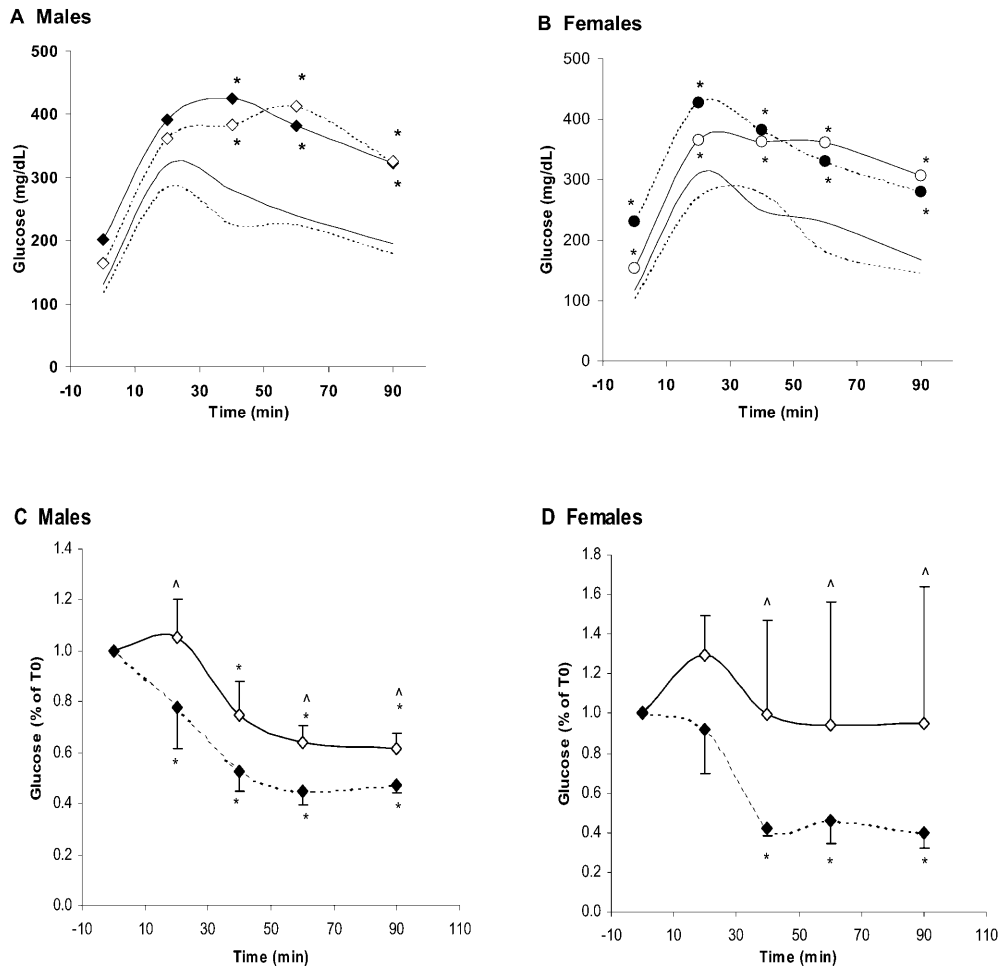 A Males
B Females
Glucose (mg/dL)
500
400
300
200
100
0
-10 10 30 50 70 90
Time (min)
* * *
* * *
Glucose (mg/dL)
500
400
300
200
100
0
-10 10 30 50 70 90
Time (min)
* * * * *
* * * * *
C Males
D Females
Glucose (% of T0)
1.4
1.2
1.0
0.8
0.6
0.4
0.2
0.0
-10 10 30 50 70 90 110
Time (min)
^ * ^ ^
* *
* * * *
Glucose (% of T0)
1.8
1.6
1.4
1.2
1.0
0.8
0.6
0.4
0.2
0.0
-10 10 30 50 70 90 110
Time (min)
^ ^ ^
* * *